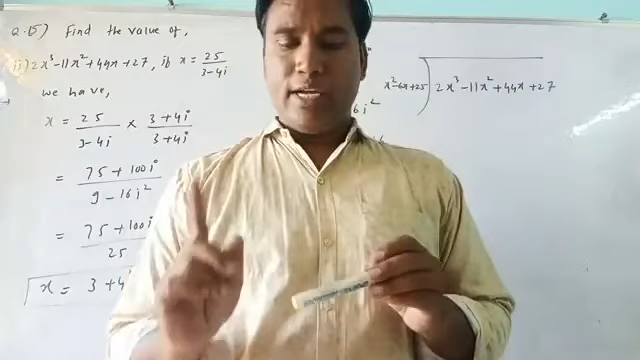 Q.5) Find the value of,
ii) 2x³-11x²+44x+27, if x = 25/3-4i
we have,
x = 25/3-4i × 3+4i/3+4i
= 75+100i/9-16i²
= 75+100i/25
x = 3+4
6i²
x²-6x+25) 2x³-11x²+44x+27